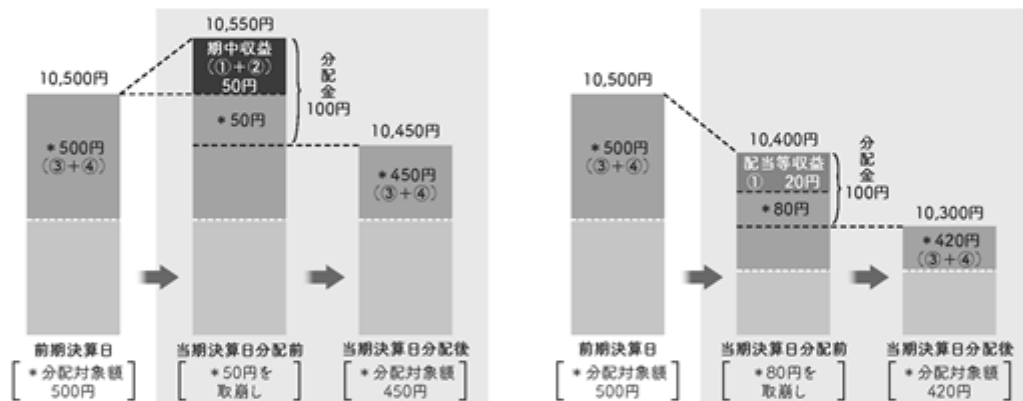 10,500円
*500円
(③+④)
前期決算日
*分配対象額
500円
10,550円
期中収益
(①+②)
50円
*50円
分配金
100円
当期決算日分配前
*50円を
取崩し
10,450円
*450円
(③+④)
当期決算日分配後
*分配対象額
450円
10,500円
*500円
(③+④)
前期決算日
*分配対象額
500円
10,400円
配当等収益
① 20円
*80円
分配金
100円
当期決算日分配前
*80円を
取崩し
10,300円
*420円
(③+④)
当期決算日分配後
*分配対象額
420円